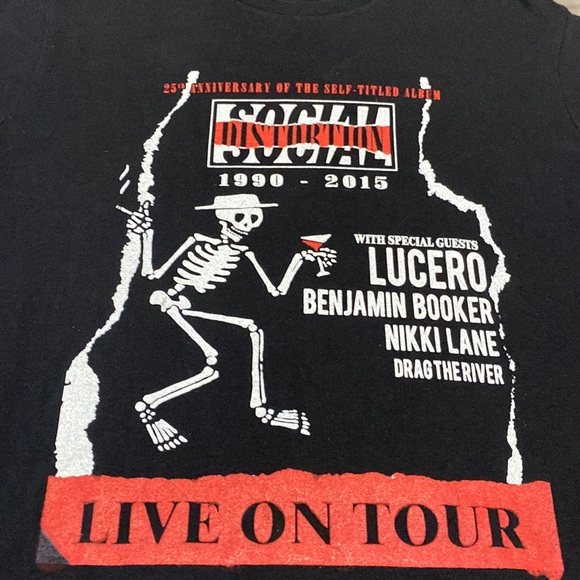 25th ANNIVERSARY OF THE SELF-TITLED ALBUM
SOCIAL
DISTORTION
1990 - 2015
WITH SPECIAL GUESTS
LUCERO
BENJAMIN BOOKER
NIKKI LANE
DRAG THE RIVER
LIVE ON TOUR